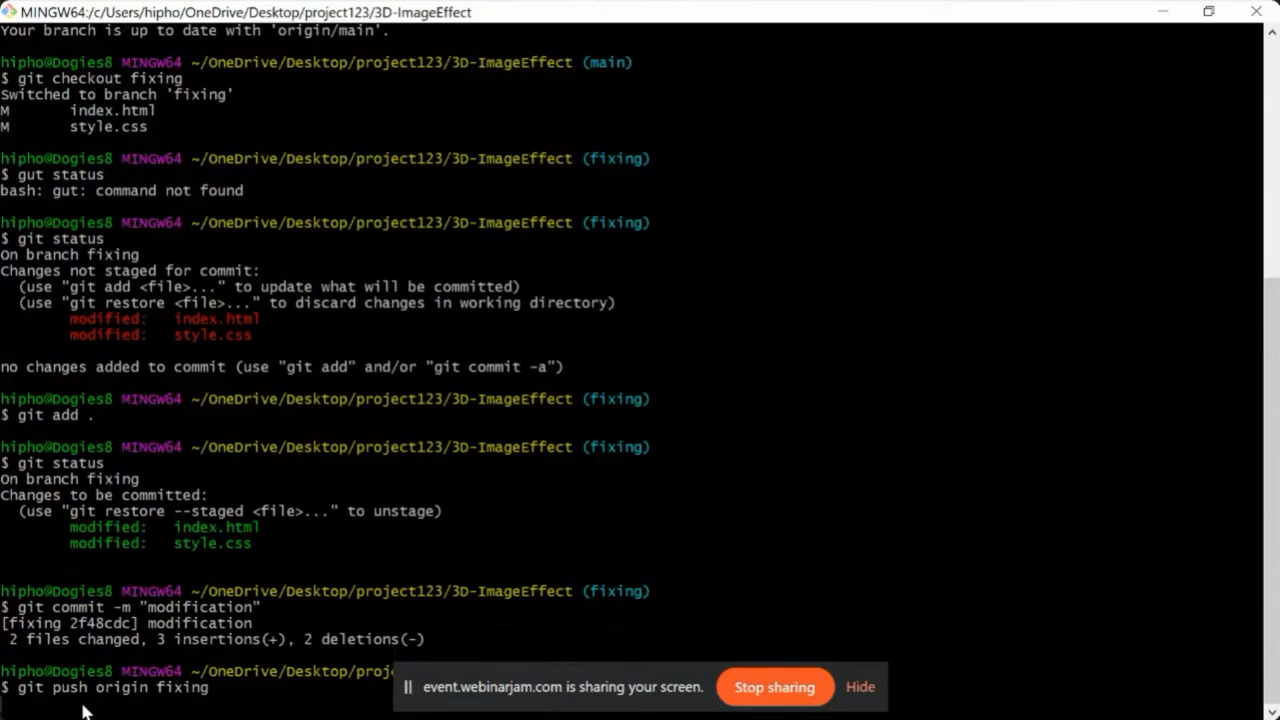 MINGW64:/c/Users/hipho/OneDrive/Desktop/project123/3D-ImageEffect
Your branch is up to date with 'origin/main'.
hipho@Dogies8 MINGW64 ~/OneDrive/Desktop/project123/3D-ImageEffect (main)
$ git checkout fixing
Switched to branch 'fixing'
M       index.html
M       style.css
hipho@Dogies8 MINGW64 ~/OneDrive/Desktop/project123/3D-ImageEffect (fixing)
$ gut status
bash: gut: command not found
hipho@Dogies8 MINGW64 ~/OneDrive/Desktop/project123/3D-ImageEffect (fixing)
$ git status
On branch fixing
Changes not staged for commit:
  (use "git add <file>..." to update what will be committed)
  (use "git restore <file>..." to discard changes in working directory)
        modified:   index.html
        modified:   style.css
no changes added to commit (use "git add" and/or "git commit -a")
hipho@Dogies8 MINGW64 ~/OneDrive/Desktop/project123/3D-ImageEffect (fixing)
$ git add .
hipho@Dogies8 MINGW64 ~/OneDrive/Desktop/project123/3D-ImageEffect (fixing)
$ git status
On branch fixing
Changes to be committed:
  (use "git restore --staged <file>..." to unstage)
        modified:   index.html
        modified:   style.css
hipho@Dogies8 MINGW64 ~/OneDrive/Desktop/project123/3D-ImageEffect (fixing)
$ git commit -m "modification"
[fixing 2f48cdc] modification
 2 files changed, 3 insertions(+), 2 deletions(-)
hipho@Dogies8 MINGW64 ~/OneDrive/Desktop/proje
$ git push origin fixing
event.webinarjam.com is sharing your screen.
Stop sharing
Hide